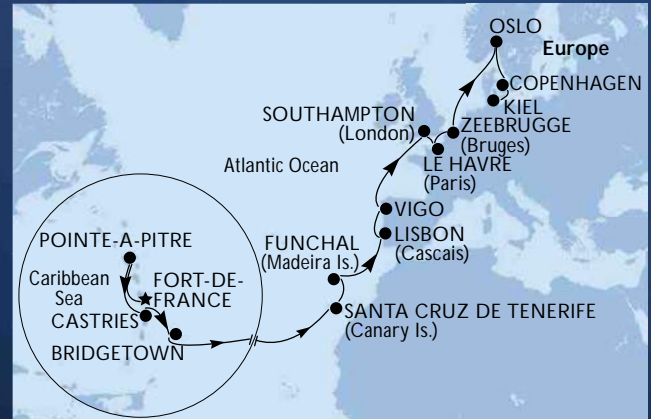 OSLO
Europe
COPENHAGEN
KIEL
SOUTHAMPTON
(London)
ZEEBRUGGE
(Bruges)
LE HAVRE
(Paris)
Atlantic Ocean
VIGO
LISBON
(Cascais)
FUNCHAL
(Madeira Is.)
SANTA CRUZ DE TENERIFE
(Canary Is.)
POINTE-A-PITRE
Caribbean
Sea
FORT-DE-
FRANCE
CASTRIES
BRIDGETOWN